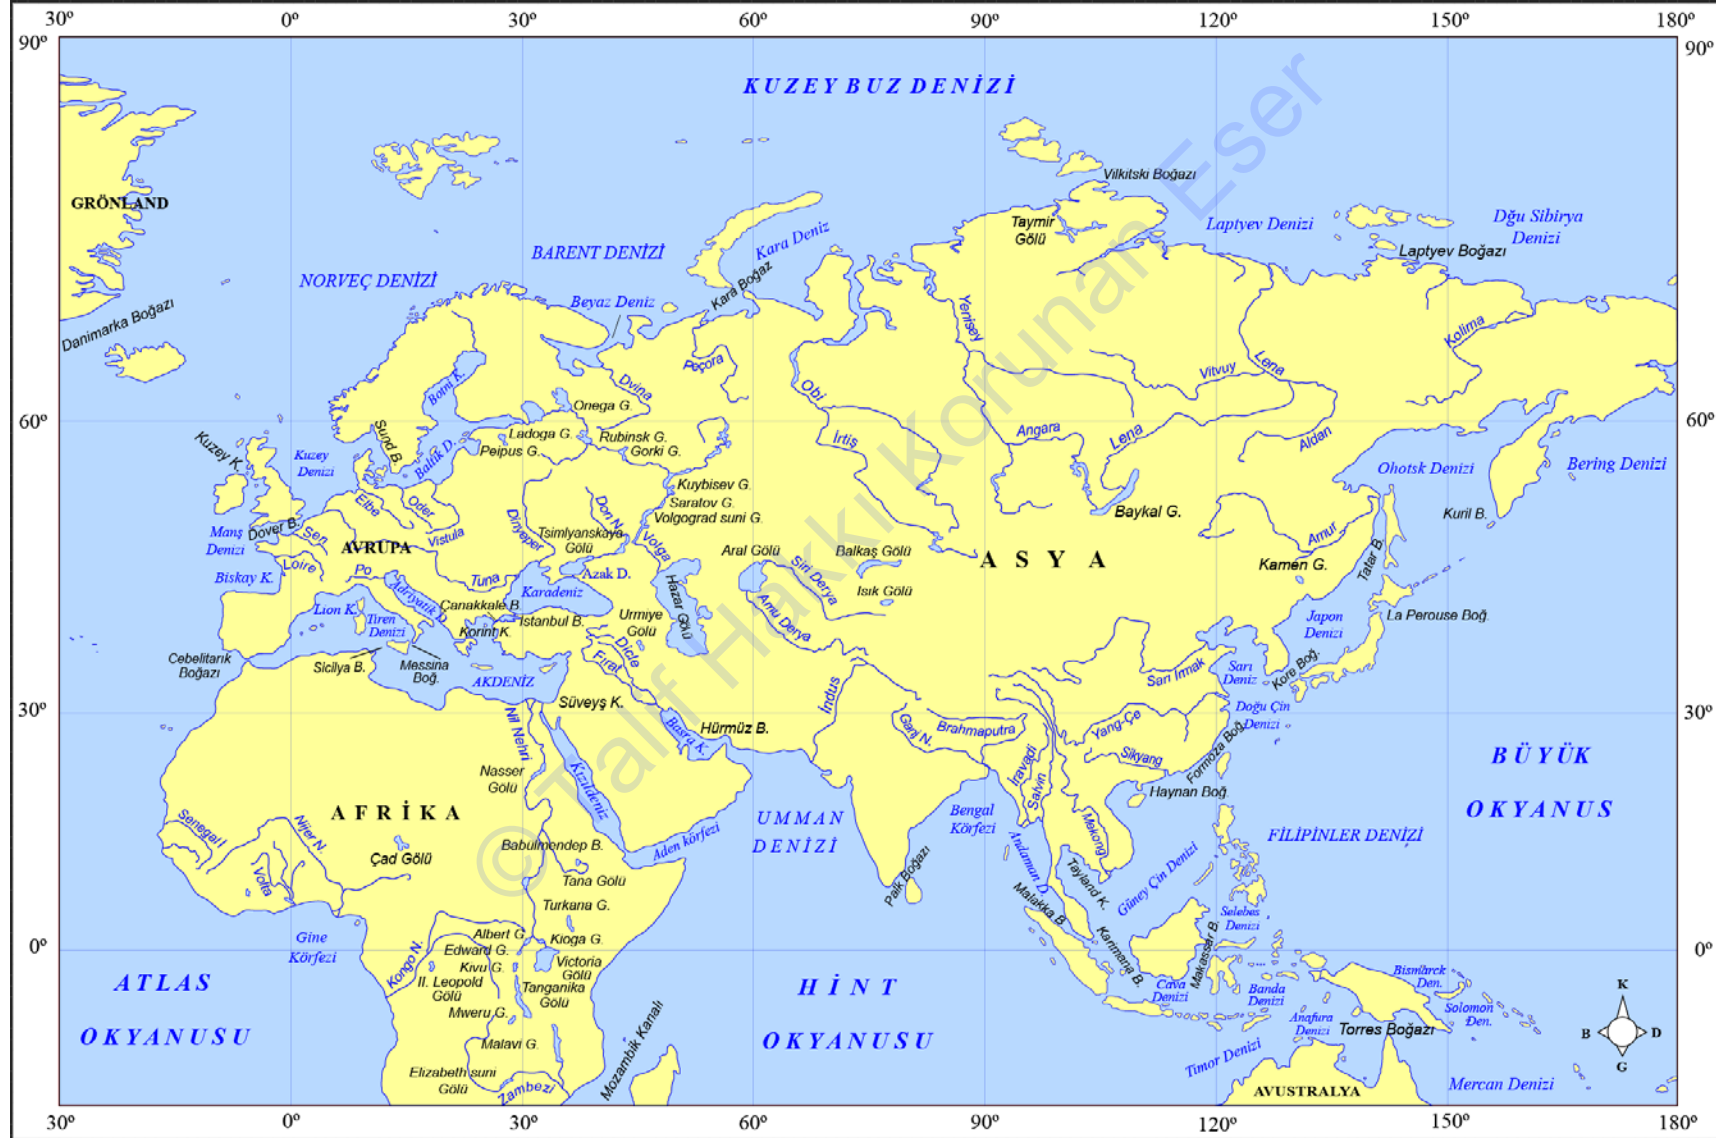 30º 0º 30º 60º 90º 120º 150º 180º
90º 90º
KUZEY BUZ DENİZİ
Vilkitski Boğazı
GRÖNLAND
Taymir
Gölü
Laptyev Denizi
Dğu Sibirya
Denizi
Kara Deniz
BARENT DENİZİ
Laptyev Boğazı
NORVEÇ DENİZİ
Kara Boğaz
Beyaz Deniz
Danimarka Boğazı
Yenisey
Kolima
Peçora
Vitvuy
Lena
Dvina
Obi
Botni K.
Onega G.
60º 60º
Kuzey K.
Sund B.
Ladoga G.
Rubinsk G.
İrtis
Angara
Lena
Aldan
Kuzey
Denizi
Baltik D.
Peipus G.
Gorki G.
Ohotsk Denizi
Bering Denizi
Kuybisev G.
Elbe
Oder
Saratov G.
Don N.
Volgograd suni G.
Baykal G.
Kuril B.
Manş
Denizi
Dover B.
Sen
Vistula
Dinyeper
Tsimlyanskaya
Gölü
Volga
Amur
Tatar B.
AVRUPA
Aral Gölü
Balkaş Gölü
ASYA
Kamén G.
Biskay K.
Loire
Po
Tuna
Azak D.
Siri Derya
Isık Gölü
Karadeniz
Hazar Gölü
Amu Derya
Lion K.
Tiren
Denizi
Adriyatik D.
Çanakkale B.
İstanbul B.
Urmiye
Gölü
Japon
Denizi
La Perouse Boğ.
Korint K.
Dicle
Fırat
Cebelitarık
Boğazı
Sicilya B.
Messina
Boğ.
AKDENİZ
Sarı Irmak
Sarı
Deniz
Kore Boğ.
Süveyş K.
İndus
30º 30º
Nil Nehri
Basra K.
Hürmüz B.
Ganj N.
Brahmaputra
Yang-Çe
Doğu Çin
Denizi
Sikyang
Formoza Boğ.
Nasser
Gölü
Kızıldeniz
İravadi
Salvin
Haynan Boğ.
BÜYÜK
OKYANUS
AFRİKA
UMMAN
DENİZİ
Bengal
Körfezi
Mekong
FİLİPİNLER DENİZİ
Senegall
Nijer N.
Çad Gölü
Babulmendep B.
Aden körfezi
Volta
Tana Gölü
Palk Boğazı
Andaman D.
Tayland K.
Güney Çin Denizi
Turkana G.
Malakka B.
Selebes
Denizi
Gine
Körfezi
Albert G.
Kioga G.
0º 0º
Kongo N.
Edward G.
Kivu G.
Victoria
Gölü
Karimana B.
Makassar B.
ATLAS
OKYANUSU
II. Leopold
Gölü
Tanganika
Gölü
HİNT
OKYANUSU
Cava
Denizi
Banda
Denizi
Bismarck
Den.
Solomon
Den.
Mweru G.
Anafura
Denizi
Torres Boğazı
Malavi G.
Mozambik Kanalı
Timor Denizi
Elizabeth suni
Gölü
Zambezi
AVUSTRALYA
Mercan Denizi
K
B D
G
30º 0º 30º 60º 90º 120º 150º 180º
© Talif Hakkı Korunan Eser